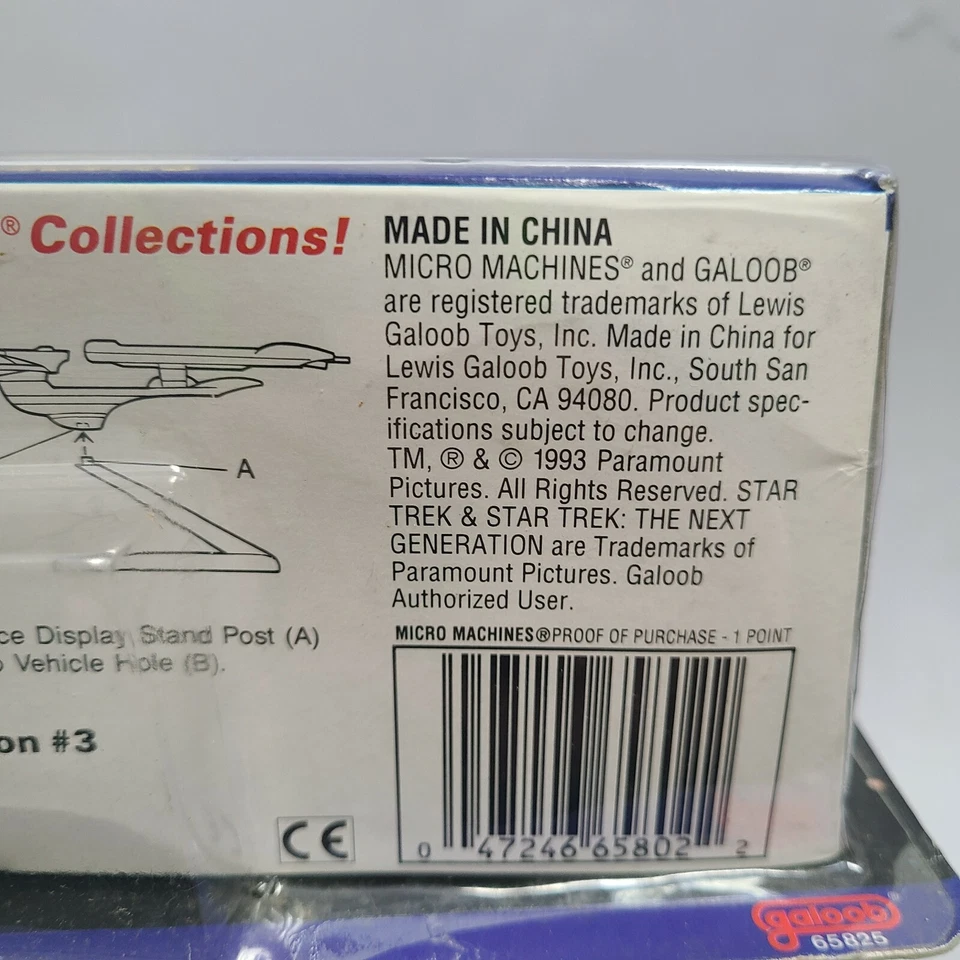 ® Collections!
MADE IN CHINA
MICRO MACHINES® and GALOOB®
are registered trademarks of Lewis
Galoob Toys, Inc. Made in China for
Lewis Galoob Toys, Inc., South San
Francisco, CA 94080. Product spec-
ifications subject to change.
TM, ® & © 1993 Paramount
Pictures. All Rights Reserved. STAR
TREK & STAR TREK: THE NEXT
GENERATION are Trademarks of
Paramount Pictures. Galoob
Authorized User.
A
ce Display Stand Post (A)
o Vehicle Hole (B).
on #3
CE
MICRO MACHINES®PROOF OF PURCHASE - 1 POINT
0 47246 65802 2
galoob®
65825